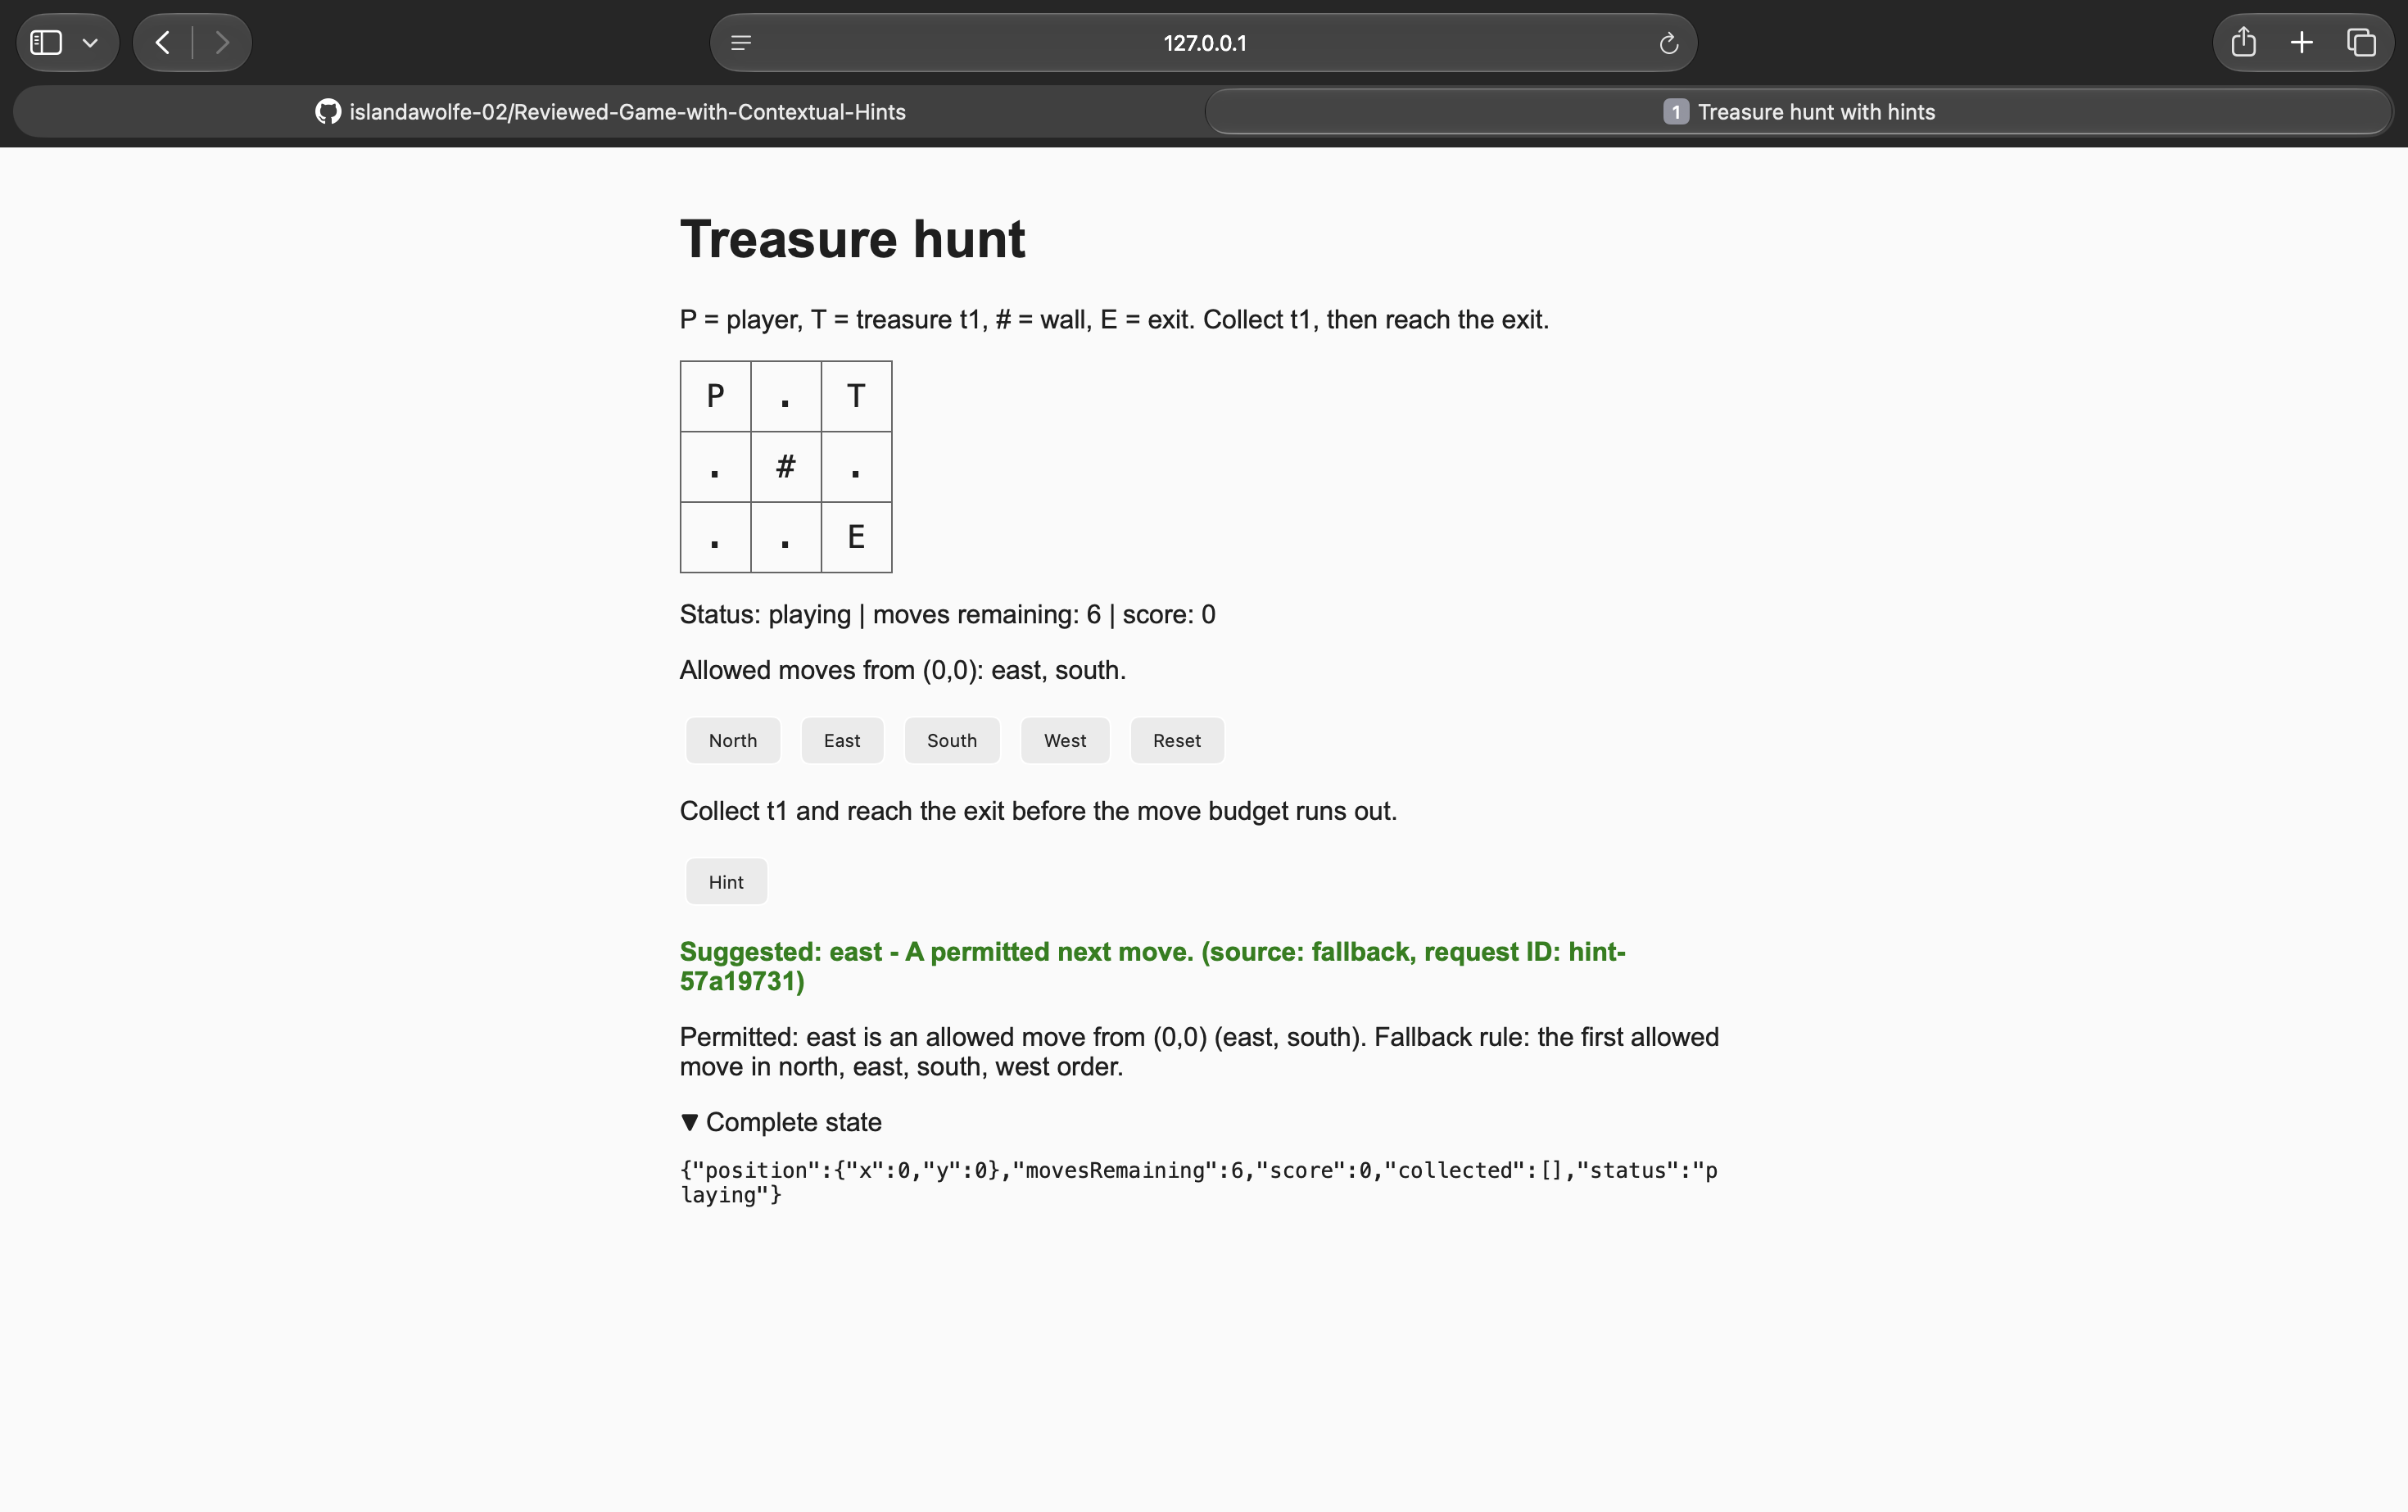 127.0.0.1
islandawolfe-02/Reviewed-Game-with-Contextual-Hints
1 Treasure hunt with hints
Treasure hunt
P = player, T = treasure t1, # = wall, E = exit. Collect t1, then reach the exit.
P . T
. # .
. . E
Status: playing | moves remaining: 6 | score: 0
Allowed moves from (0,0): east, south.
North East South West Reset
Collect t1 and reach the exit before the move budget runs out.
Hint
Suggested: east - A permitted next move. (source: fallback, request ID: hint-
57a19731)
Permitted: east is an allowed move from (0,0) (east, south). Fallback rule: the first allowed
move in north, east, south, west order.
▼ Complete state
{"position":{"x":0,"y":0},"movesRemaining":6,"score":0,"collected":[],"status":"p
laying"}